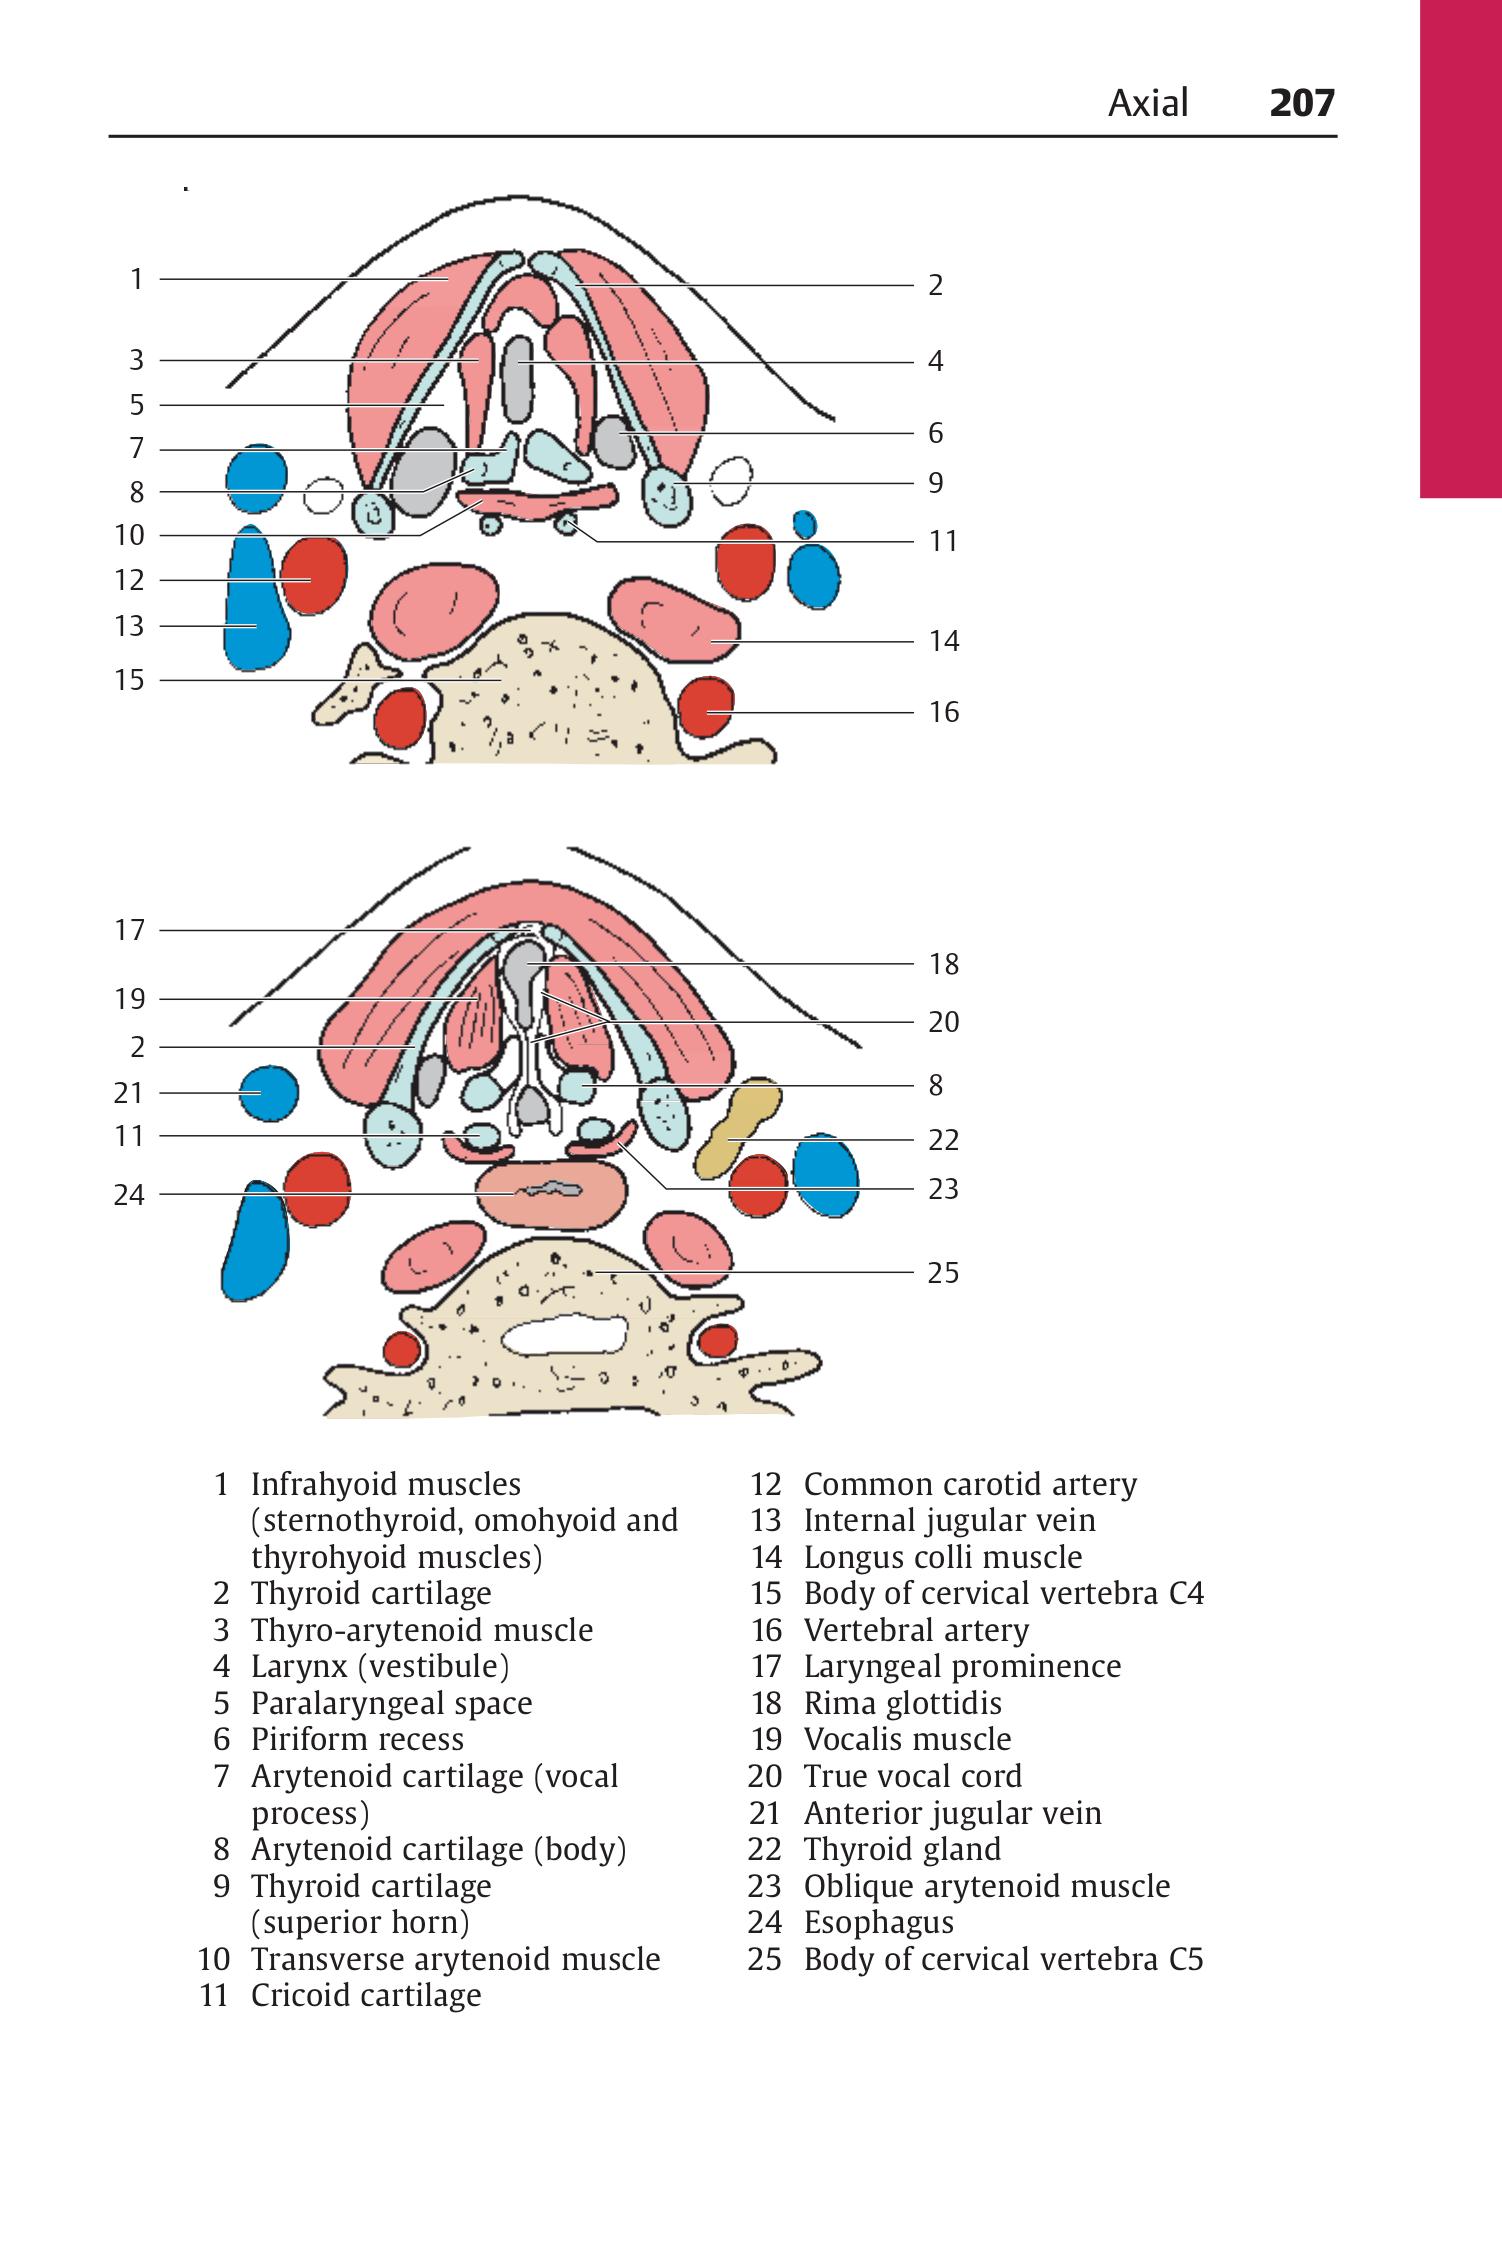 Axial 207
1
2
3
4
5
6
7
8
9
10
11
12
13
14
15
16
17
18
19
20
2
21
8
11
22
23
24
25
1 Infrahyoid muscles
(sternothyroid, omohyoid and
thyrohyoid muscles)
2 Thyroid cartilage
3 Thyro-arytenoid muscle
4 Larynx (vestibule)
5 Paralaryngeal space
6 Piriform recess
7 Arytenoid cartilage (vocal
process)
8 Arytenoid cartilage (body)
9 Thyroid cartilage
(superior horn)
10 Transverse arytenoid muscle
11 Cricoid cartilage
12 Common carotid artery
13 Internal jugular vein
14 Longus colli muscle
15 Body of cervical vertebra C4
16 Vertebral artery
17 Laryngeal prominence
18 Rima glottidis
19 Vocalis muscle
20 True vocal cord
21 Anterior jugular vein
22 Thyroid gland
23 Oblique arytenoid muscle
24 Esophagus
25 Body of cervical vertebra C5